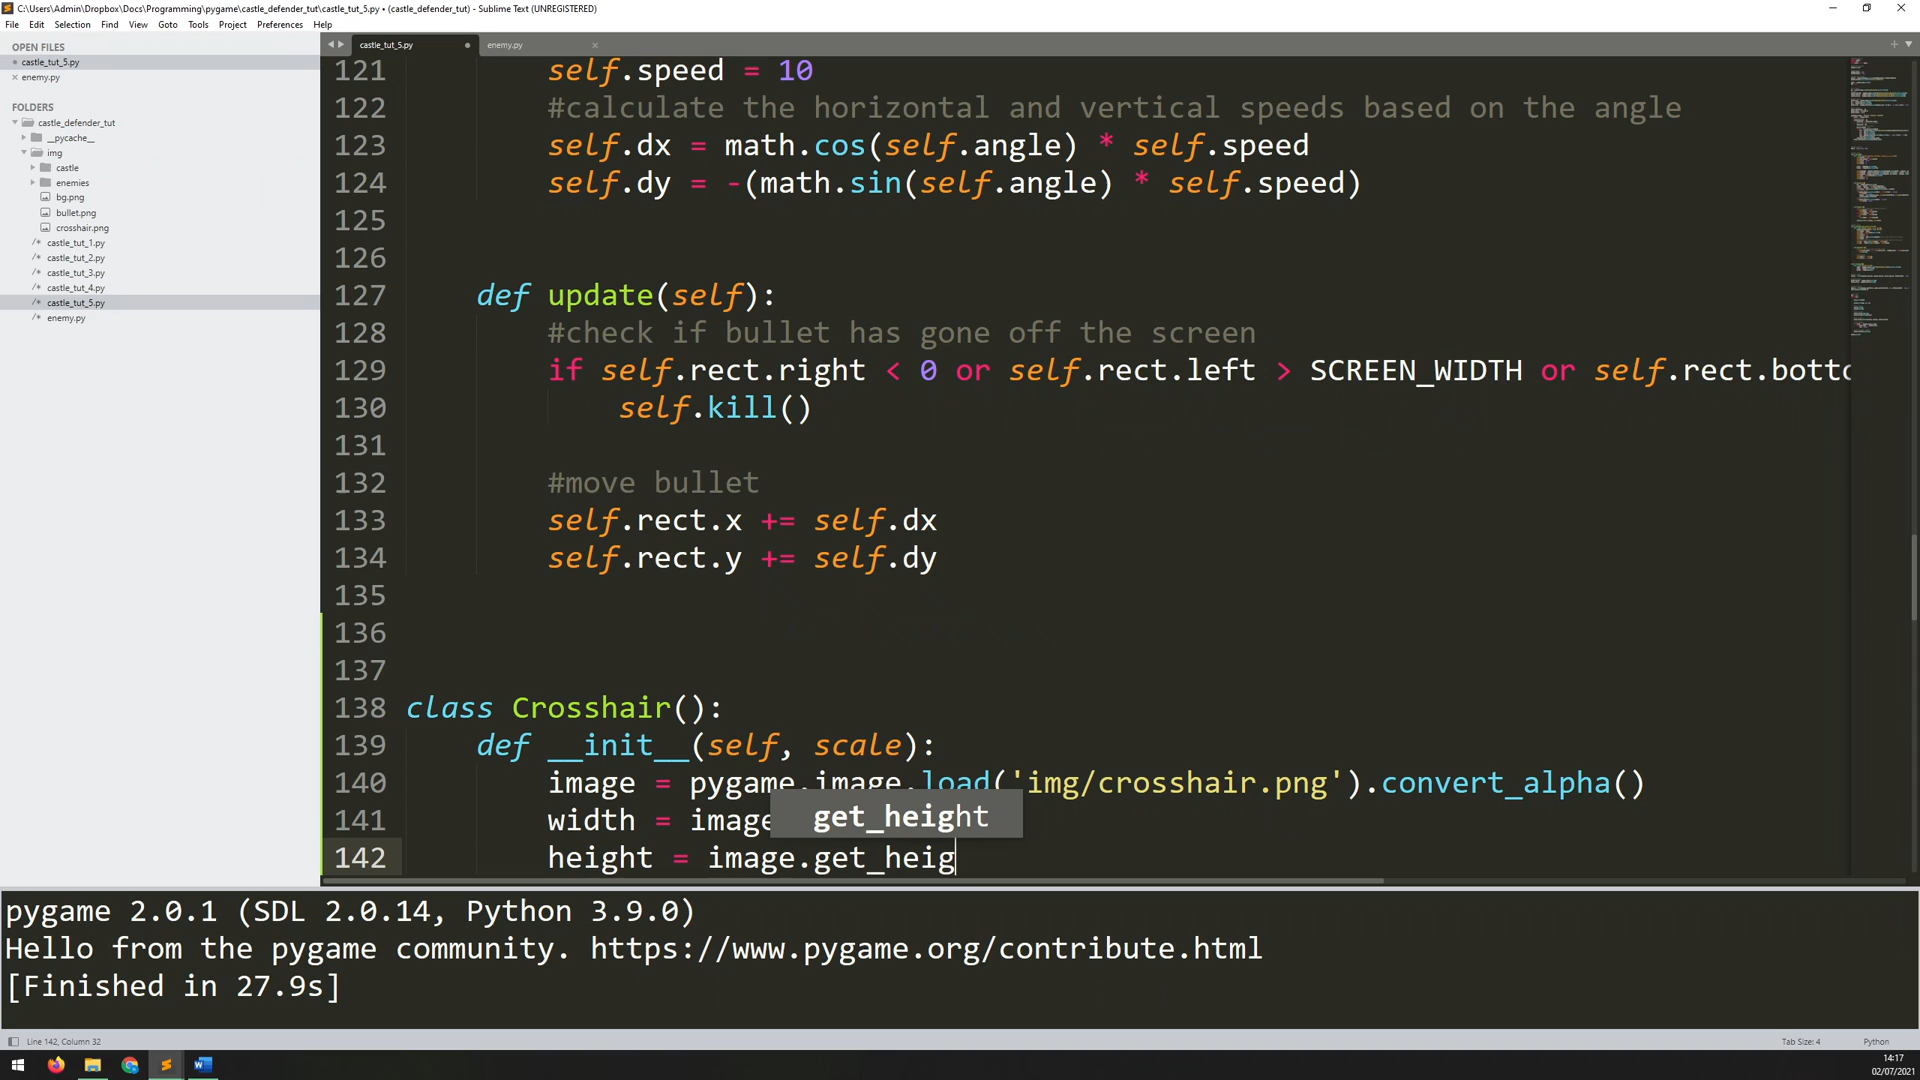 C:\Users\Admin\Dropbox\Docs\Programming\pygame\castle_defender_tut\castle_tut_5.py • (castle_defender_tut) - Sublime Text (UNREGISTERED)
File Edit Selection Find View Goto Tools Project Preferences Help
OPEN FILES
castle_tut_5.py
enemy.py
FOLDERS
castle_defender_tut
__pycache__
img
castle
enemies
bg.png
bullet.png
crosshair.png
castle_tut_1.py
castle_tut_2.py
castle_tut_3.py
castle_tut_4.py
castle_tut_5.py
enemy.py
castle_tut_5.py enemy.py
121 self.speed = 10
122 #calculate the horizontal and vertical speeds based on the angle
123 self.dx = math.cos(self.angle) * self.speed
124 self.dy = -(math.sin(self.angle) * self.speed)
125
126
127 def update(self):
128 #check if bullet has gone off the screen
129 if self.rect.right < 0 or self.rect.left > SCREEN_WIDTH or self.rect.botto
130 self.kill()
131
132 #move bullet
133 self.rect.x += self.dx
134 self.rect.y += self.dy
135
136
137
138 class Crosshair():
139 def __init__(self, scale):
140 image = pygame.image.load('img/crosshair.png').convert_alpha()
141 width = image
get_height
142 height = image.get_heig
pygame 2.0.1 (SDL 2.0.14, Python 3.9.0)
Hello from the pygame community. https://www.pygame.org/contribute.html
[Finished in 27.9s]
Line 142, Column 32
Tab Size: 4
Python
14:17
02/07/2021